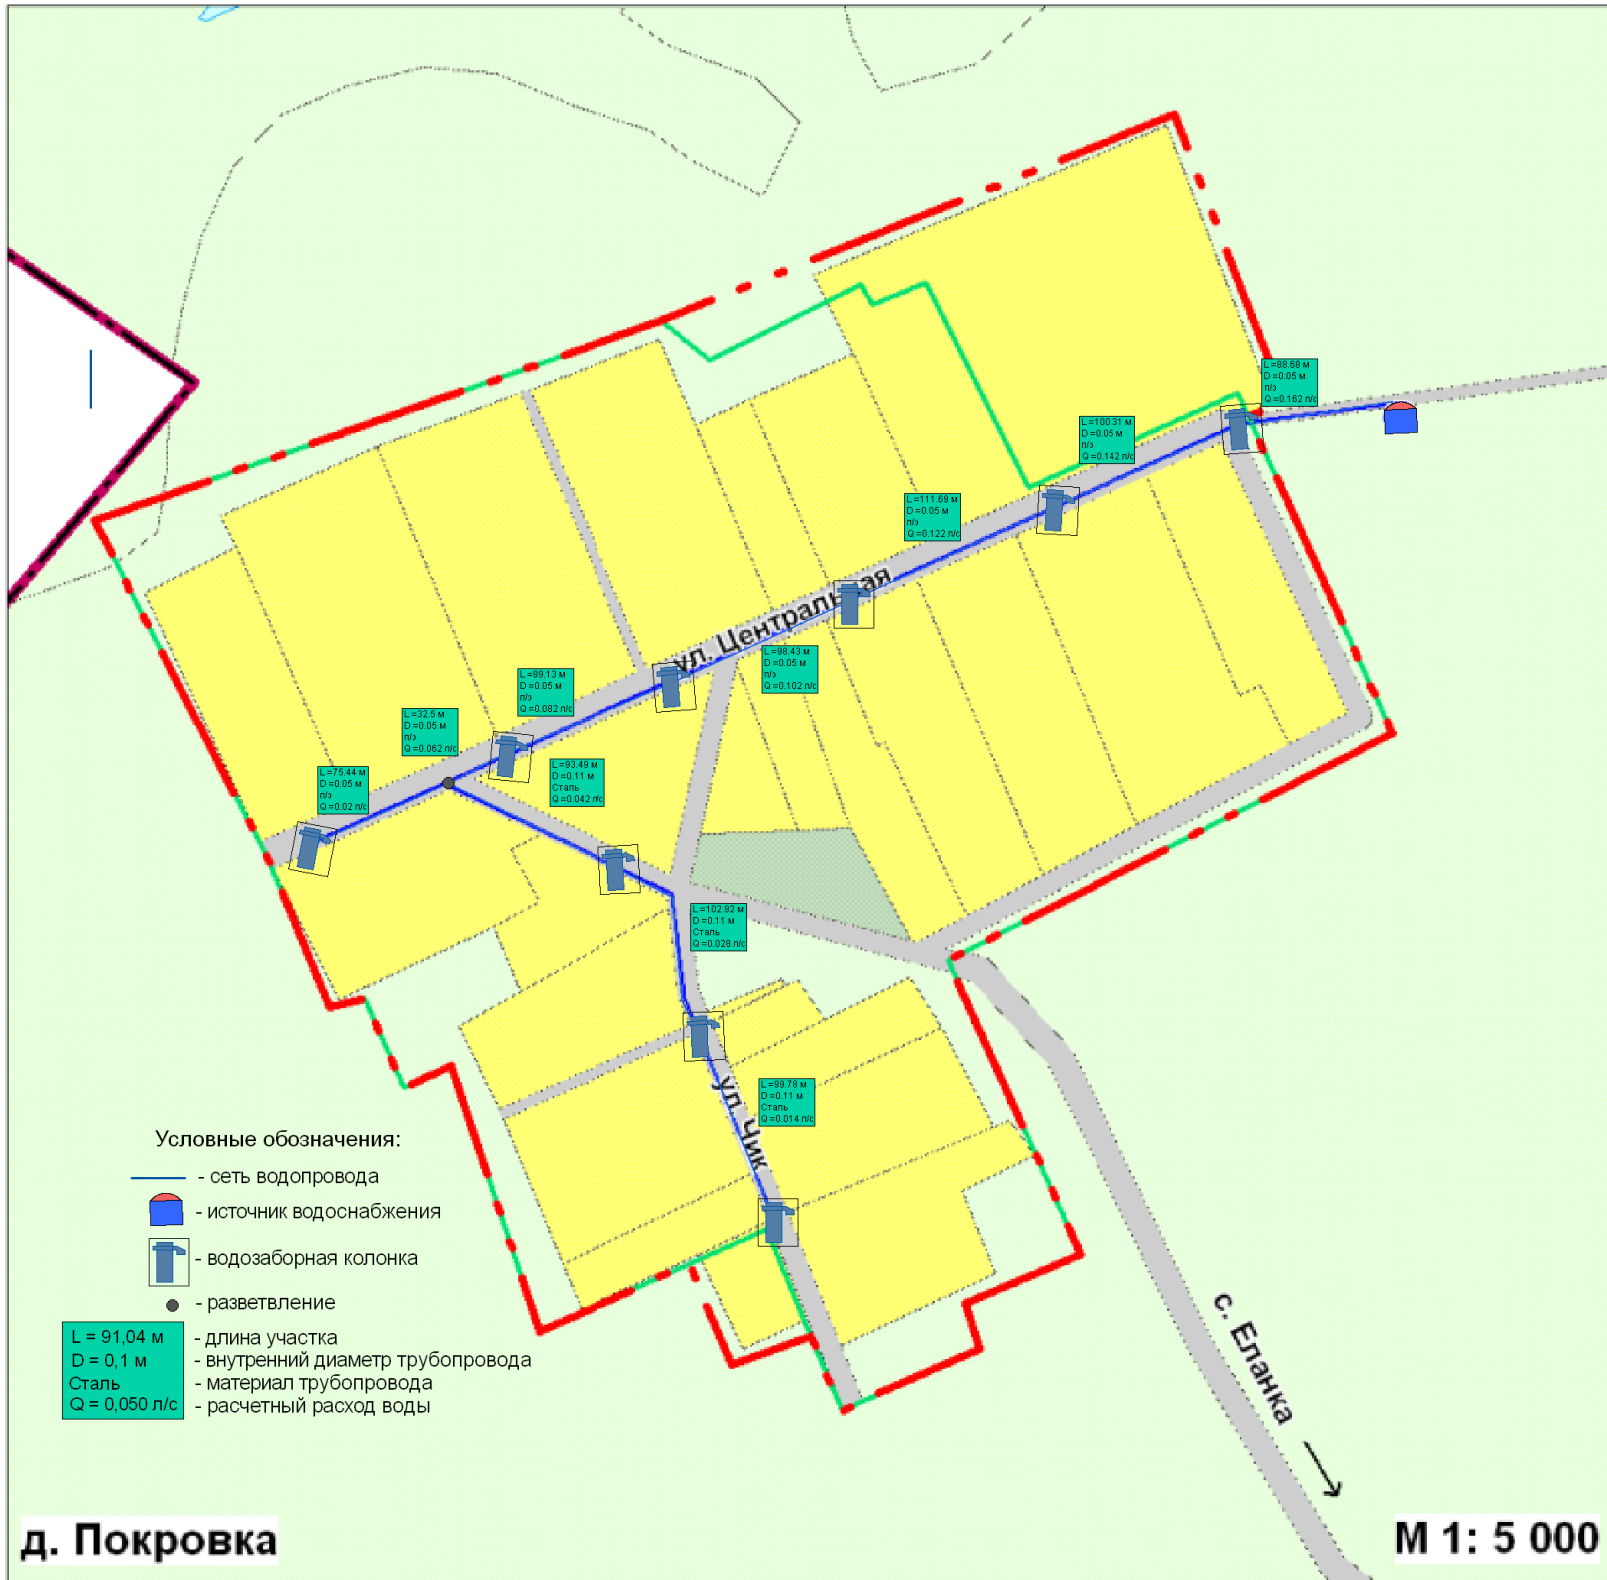 L =88.68 м
D =0.05 м
п/э
Q =0.162 л/с
L =100.31 м
D =0.05 м
п/э
Q =0.142 л/с
L =111.69 м
D =0.05 м
п/э
Q =0.122 л/с
ул. Центральная
L =98.43 м
D =0.05 м
п/э
Q =0.102 л/с
L =89.13 м
D =0.05 м
п/э
Q =0.082 л/с
L =32.5 м
D =0.05 м
п/э
Q =0.062 л/с
L =75.44 м
D =0.05 м
п/э
Q =0.02 л/с
L =93.49 м
D =0.11 м
Сталь
Q =0.042 л/с
L =102.92 м
D =0.11 м
Сталь
Q =0.028 л/с
L =99.78 м
D =0.11 м
Сталь
Q =0.014 л/с
ул. Чик
Условные обозначения:
- сеть водопровода
- источник водоснабжения
- водозаборная колонка
- разветвление
L = 91,04 м - длина участка
D = 0,1 м - внутренний диаметр трубопровода
Сталь - материал трубопровода
Q = 0,050 л/с - расчетный расход воды
с. Еланка
д. Покровка
М 1: 5 000